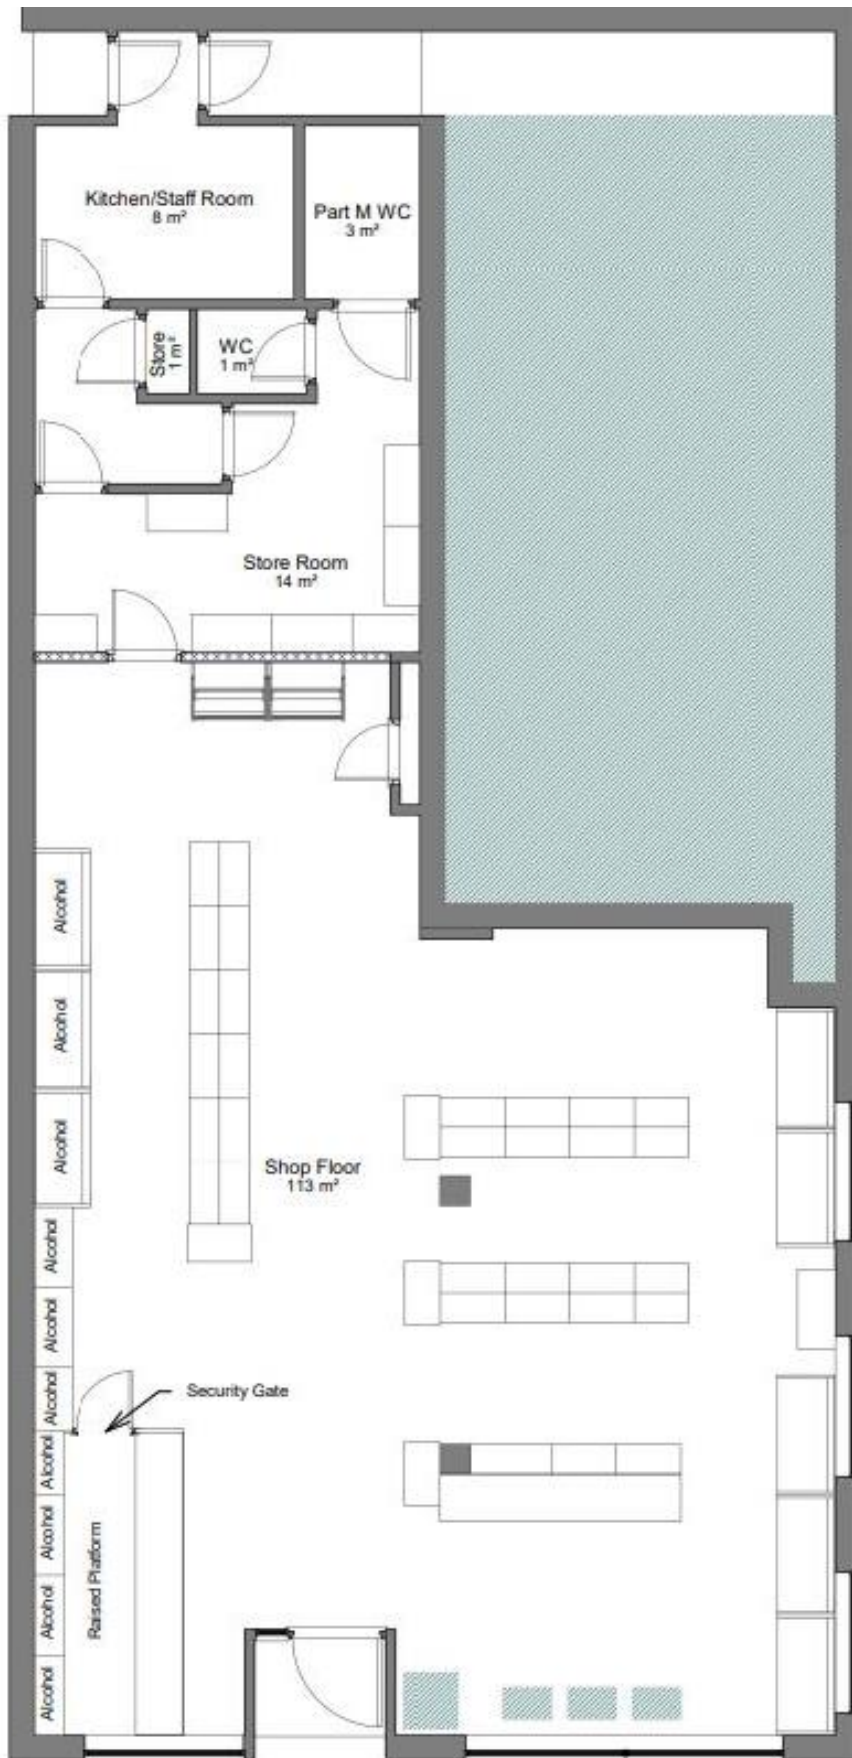 Kitchen/Staff Room
8 m²
Part M WC
3 m²
Store
1 m²
WC
1 m²
Store Room
14 m²
Alcohol
Alcohol
Alcohol
Shop Floor
113 m²
Alcohol
Alcohol
Alcohol
Security Gate
Alcohol
Alcohol
Raised Platform
Alcohol
Alcohol